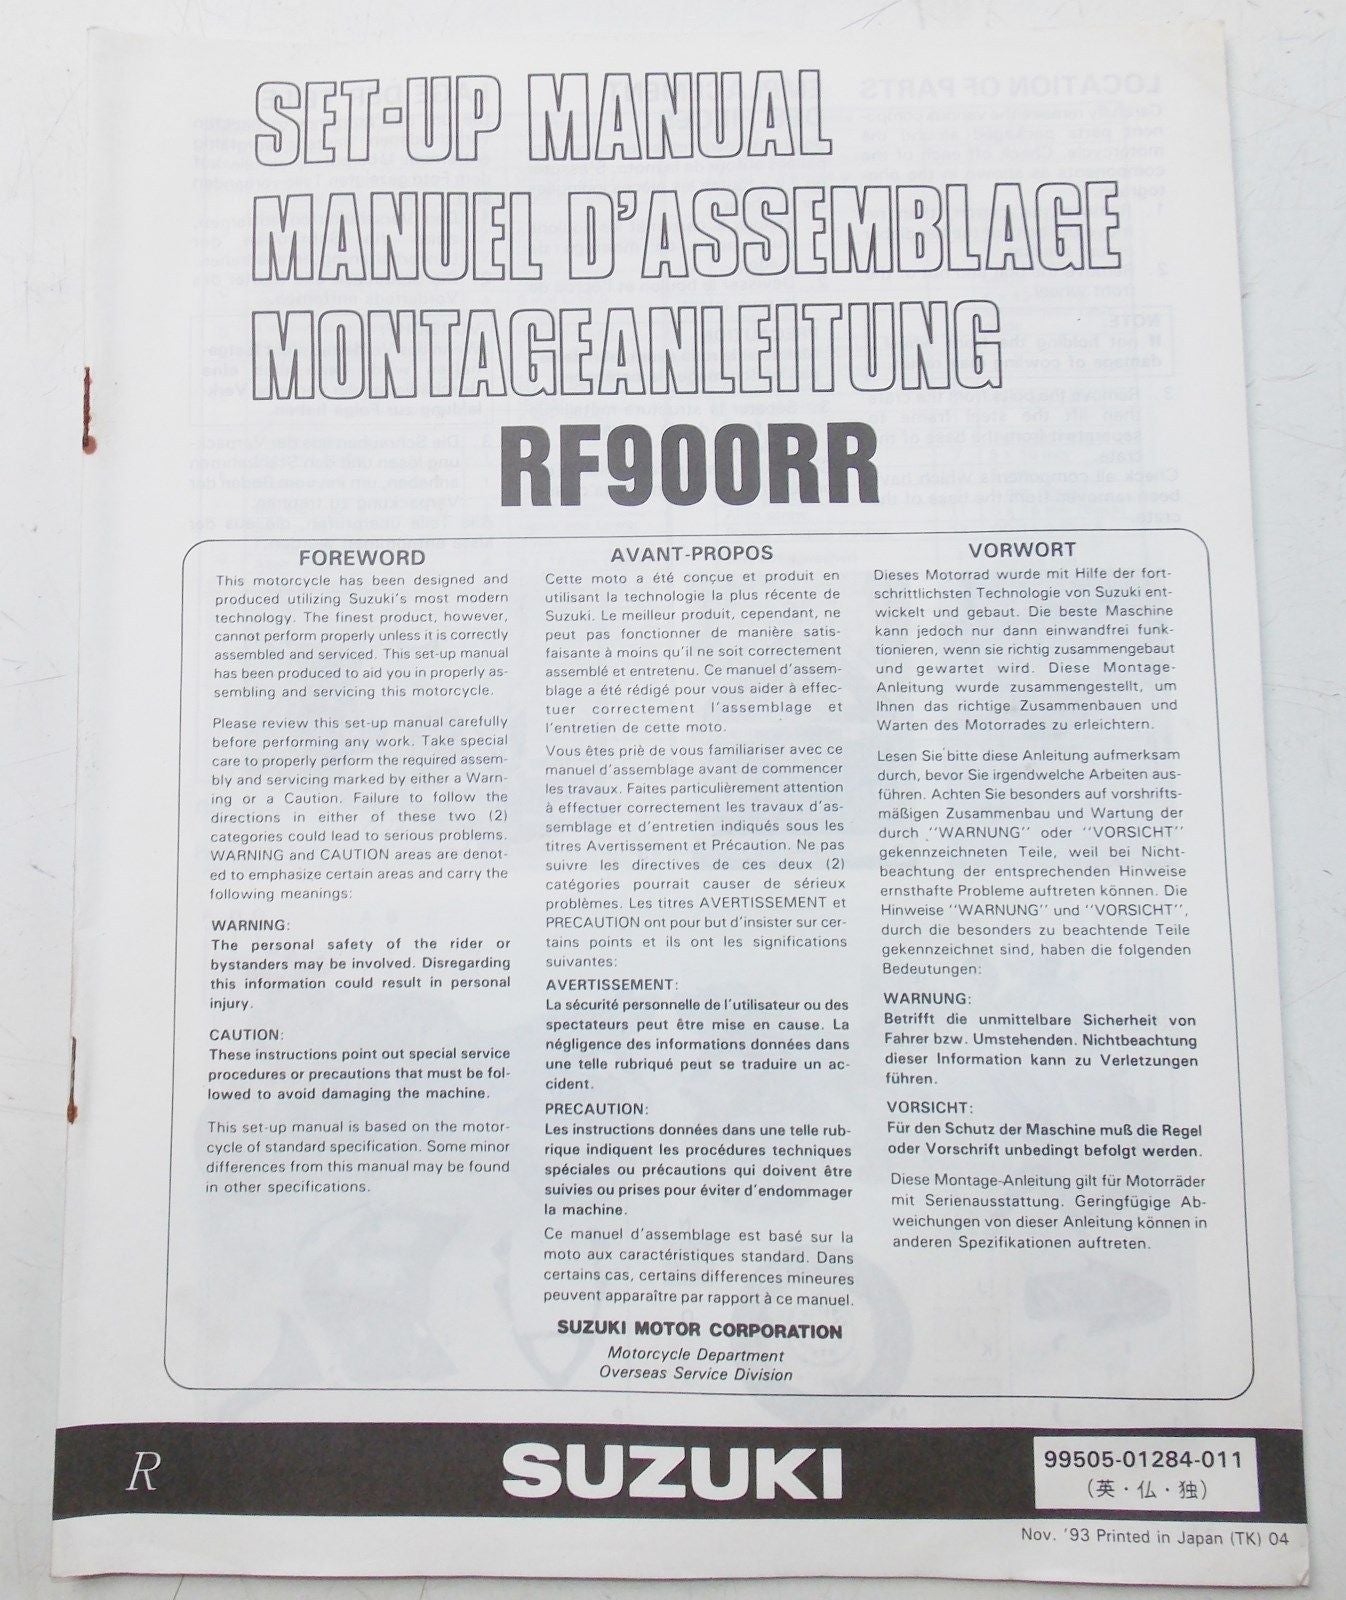 SET-UP MANUAL
MANUEL D'ASSEMBLAGE
MONTAGEANLEITUNG
RF900RR
FOREWORD
This motorcycle has been designed and
produced utilizing Suzuki's most modern
technology. The finest product, however,
cannot perform properly unless it is correctly
assembled and serviced. This set-up manual
has been produced to aid you in properly as-
sembling and servicing this motorcycle.
Please review this set-up manual carefully
before performing any work. Take special
care to properly perform the required assem-
bly and servicing marked by either a Warn-
ing or a Caution. Failure to follow the
directions in either of these two (2)
categories could lead to serious problems.
WARNING and CAUTION areas are denot-
ed to emphasize certain areas and carry the
following meanings:
WARNING:
The personal safety of the rider or
bystanders may be involved. Disregarding
this information could result in personal
injury.
CAUTION:
These instructions point out special service
procedures or precautions that must be fol-
lowed to avoid damaging the machine.
This set-up manual is based on the motor-
cycle of standard specification. Some minor
differences from this manual may be found
in other specifications.
AVANT-PROPOS
Cette moto a été conçue et produit en
utilisant la technologie la plus récente de
Suzuki. Le meilleur produit, cependant, ne
peut pas fonctionner de manière satis-
faisante à moins qu'il ne soit correctement
assemblé et entretenu. Ce manuel d'assem-
blage a été rédigé pour vous aider à effec-
tuer correctement l'assemblage et
l'entretien de cette moto.
Vous êtes priè de vous familiariser avec ce
manuel d'assemblage avant de commencer
les travaux. Faites particulièrement attention
à effectuer correctement les travaux d'as-
semblage et d'entretien indiqués sous les
titres Avertissement et Précaution. Ne pas
suivre les directives de ces deux (2)
catégories pourrait causer de sérieux
problèmes. Les titres AVERTISSEMENT et
PRECAUTION ont pour but d'insister sur cer-
tains points et ils ont les significations
suivantes:
AVERTISSEMENT:
La sécurité personnelle de l'utilisateur ou des
spectateurs peut être mise en cause. La
négligence des informations données dans
une telle rubriqué peut se traduire un ac-
cident.
PRECAUTION:
Les instructions données dans une telle rub-
rique indiquent les procédures techniques
spéciales ou précautions qui doivent être
suivies ou prises pour éviter d'endommager
la machine.
Ce manuel d'assemblage est basé sur la
moto aux caractéristiques standard. Dans
certains cas, certains differences mineures
peuvent apparaître par rapport à ce manuel.
VORWORT
Dieses Motorrad wurde mit Hilfe der fort-
schrittlichsten Technologie von Suzuki ent-
wickelt und gebaut. Die beste Maschine
kann jedoch nur dann einwandfrei funk-
tionieren, wenn sie richtig zusammengebaut
und gewartet wird. Diese Montage-
Anleitung wurde zusammengestellt, um
Ihnen das richtige Zusammenbauen und
Warten des Motorrades zu erleichtern.
Lesen Sie bitte diese Anleitung aufmerksam
durch, bevor Sie irgendwelche Arbeiten aus-
führen. Achten Sie besonders auf vorshrifts-
mäßigen Zusammenbau und Wartung der
durch "WARNUNG" oder "VORSICHT"
gekennzeichneten Teile, weil bei Nicht-
beachtung der entsprechenden Hinweise
ernsthafte Probleme auftreten können. Die
Hinweise "WARNUNG" und "VORSICHT",
durch die besonders zu beachtende Teile
gekennzeichnet sind, haben die folgenden
Bedeutungen:
WARNUNG:
Betrifft die unmittelbare Sicherheit von
Fahrer bzw. Umstehenden. Nichtbeachtung
dieser Information kann zu Verletzungen
führen.
VORSICHT:
Für den Schutz der Maschine muß die Regel
oder Vorschrift unbedingt befolgt werden.
Diese Montage-Anleitung gilt für Motorräder
mit Serienausstattung. Geringfügige Ab-
weichungen von dieser Anleitung können in
anderen Spezifikationen auftreten.
SUZUKI MOTOR CORPORATION
Motorcycle Department
Overseas Service Division
R
SUZUKI
99505-01284-011
(英・仏・独)
Nov. '93 Printed in Japan (TK) 04